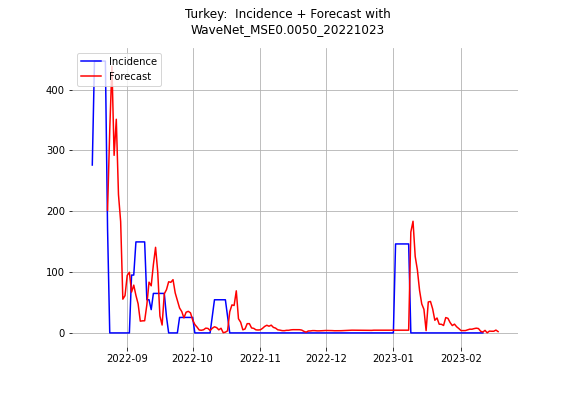 Turkey:  Incidence + Forecast with
WaveNet_MSE0.0050_20221023
Incidence
Forecast
400
300
200
100
0
2022-09 2022-10 2022-11 2022-12 2023-01 2023-02